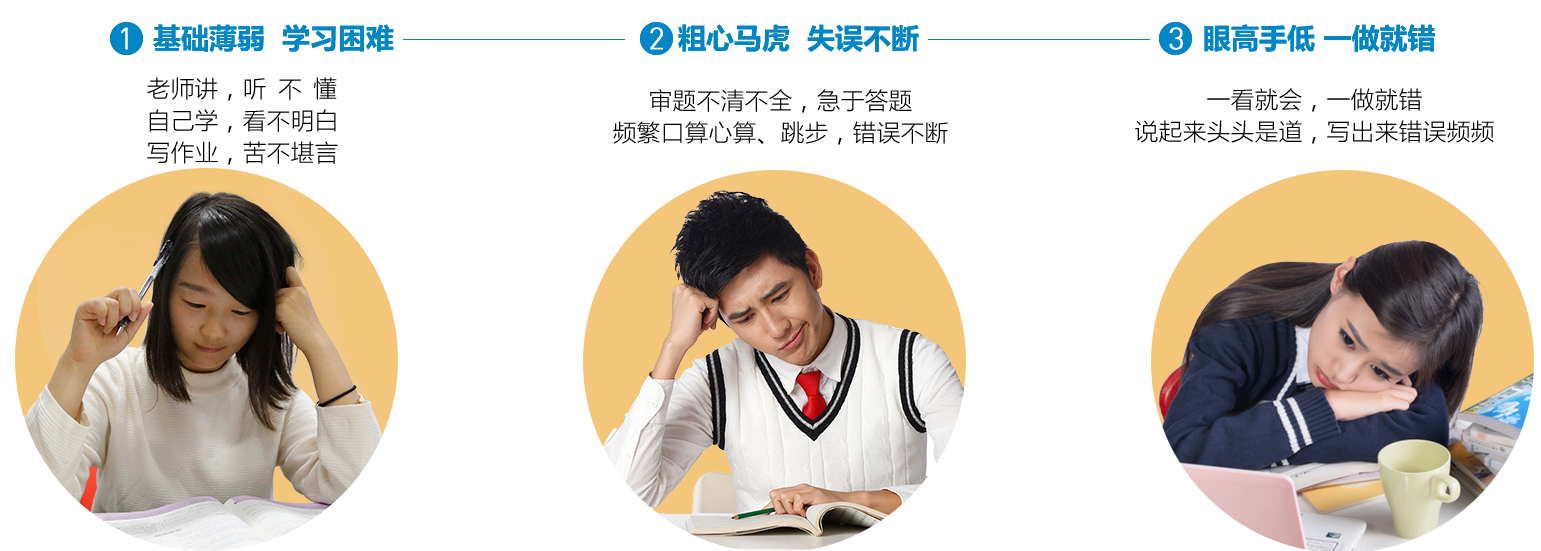 1 基础薄弱 学习困难
老师讲，听 不 懂
自己学，看不明白
写作业，苦不堪言
2 粗心马虎 失误不断
审题不清不全，急于答题
频繁口算心算、跳步，错误不断
3 眼高手低 一做就错
一看就会，一做就错
说起来头头是道，写出来错误频频